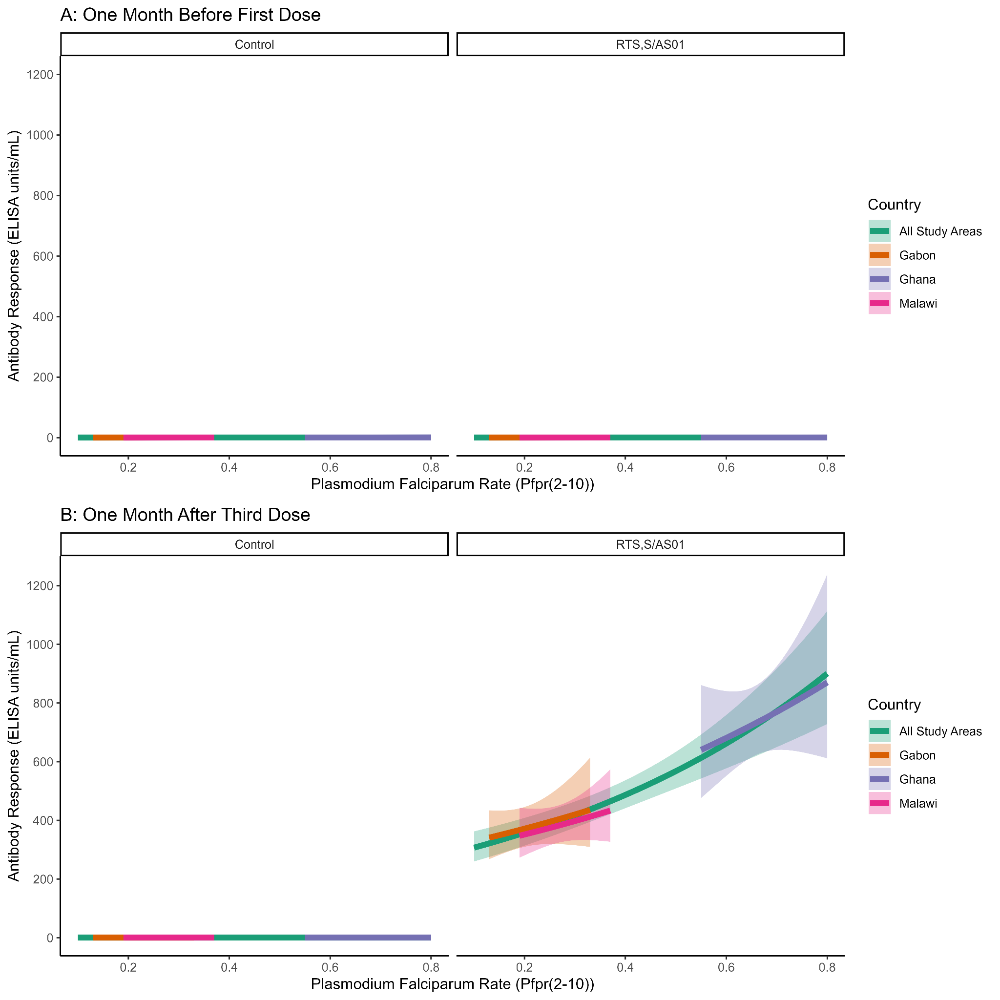 A: One Month Before First Dose
Control
RTS,S/AS01
Antibody Response (ELISA units/mL)
1200
1000
800
600
400
200
0
0.2 0.4 0.6 0.8
0.2 0.4 0.6 0.8
Plasmodium Falciparum Rate (Pfpr(2-10))
Country
All Study Areas
Gabon
Ghana
Malawi
B: One Month After Third Dose
Control
RTS,S/AS01
Antibody Response (ELISA units/mL)
1200
1000
800
600
400
200
0
0.2 0.4 0.6 0.8
0.2 0.4 0.6 0.8
Plasmodium Falciparum Rate (Pfpr(2-10))
Country
All Study Areas
Gabon
Ghana
Malawi